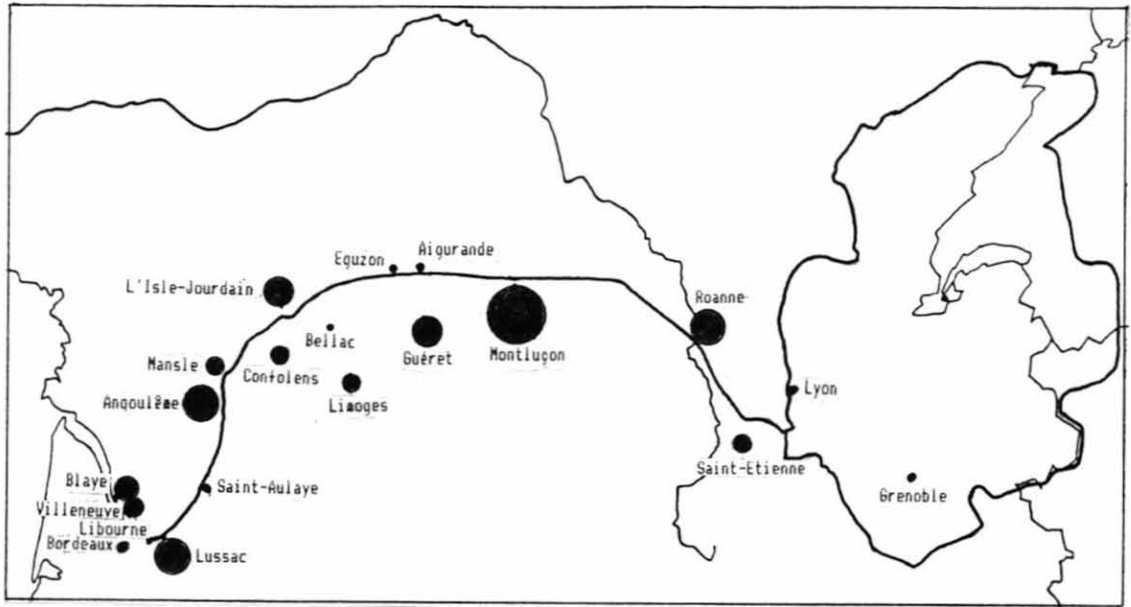 Eguzon
Aigurande
L'Isle-Jourdain
Roanne
Bellac
Mansle
Confolens
Guéret
Montluçon
Angoulême
Limoges
Lyon
Blaye
Saint-Aulaye
Saint-Etienne
Grenoble
Villeneuve
Libourne
Bordeaux
Lussac